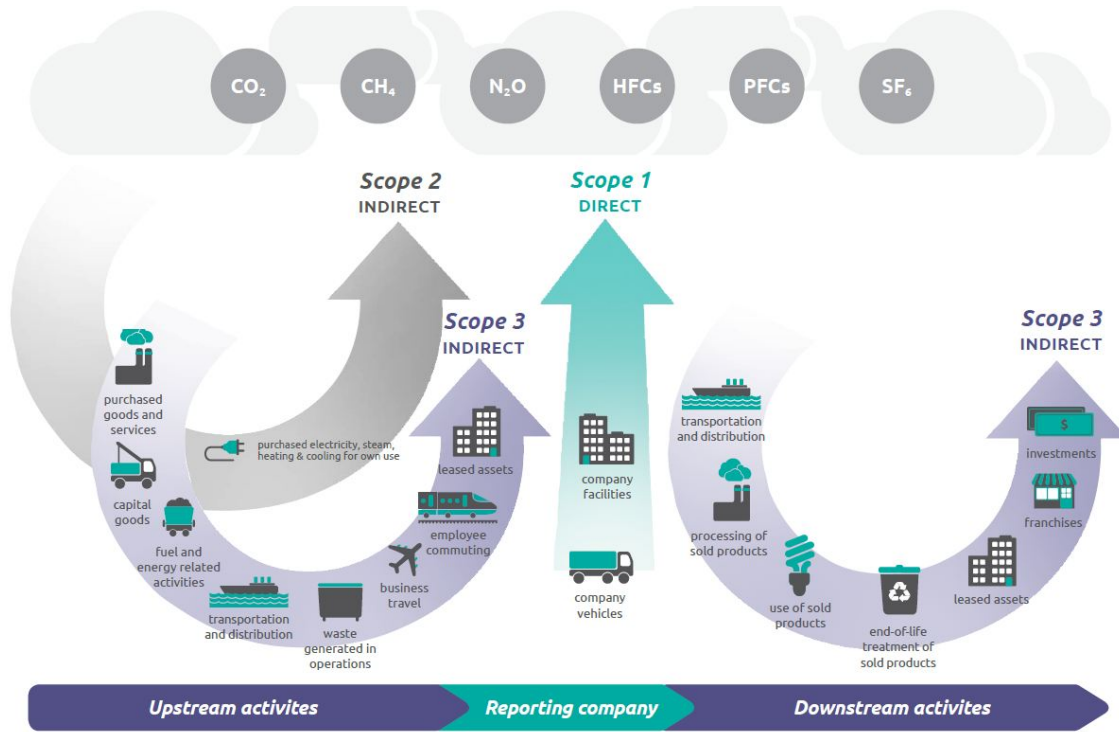 CO₂
CH₄
N₂O
HFCs
PFCs
SF₆
Scope 2
INDIRECT
Scope 1
DIRECT
Scope 3
INDIRECT
Scope 3
INDIRECT
purchased
goods and
services
capital
goods
fuel and
energy related
activities
transportation
and distribution
waste
generated in
operations
business
travel
employee
commuting
leased assets
purchased electricity, steam,
heating & cooling for own use
company
facilities
company
vehicles
transportation
and distribution
processing of
sold products
use of sold
products
end-of-life
treatment of
sold products
leased assets
franchises
investments
$
Upstream activites
Reporting company
Downstream activites